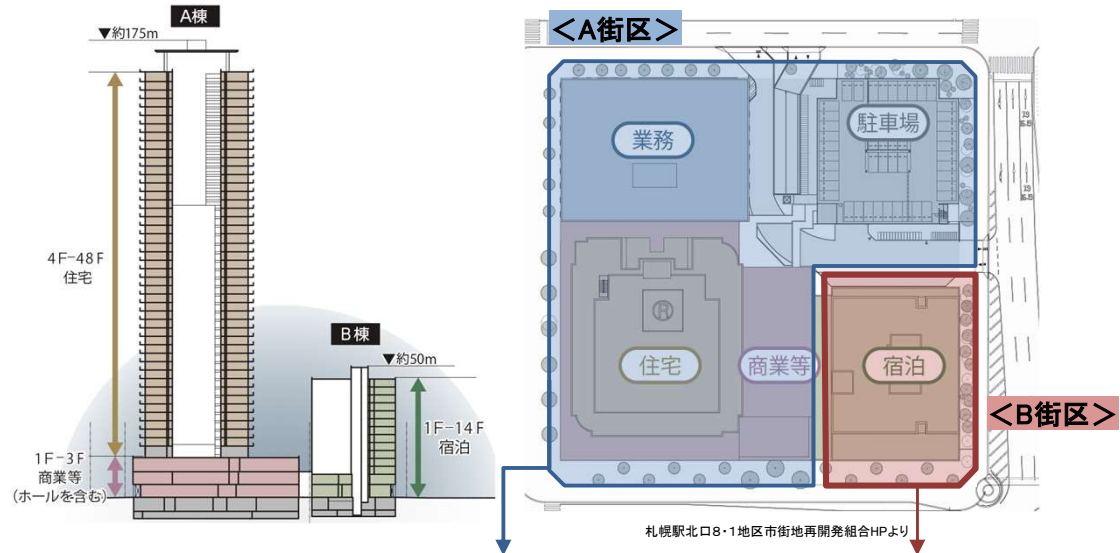 A棟
▼約175m
4F-48F
住宅
B棟
▼約50m
1F-14F
宿泊
1F-3F
商業等
(ホールを含む)
<A街区>
業務
駐車場
住宅
商業等
宿泊
<B街区>
札幌駅北口8・1地区市街地再開発組合HPより